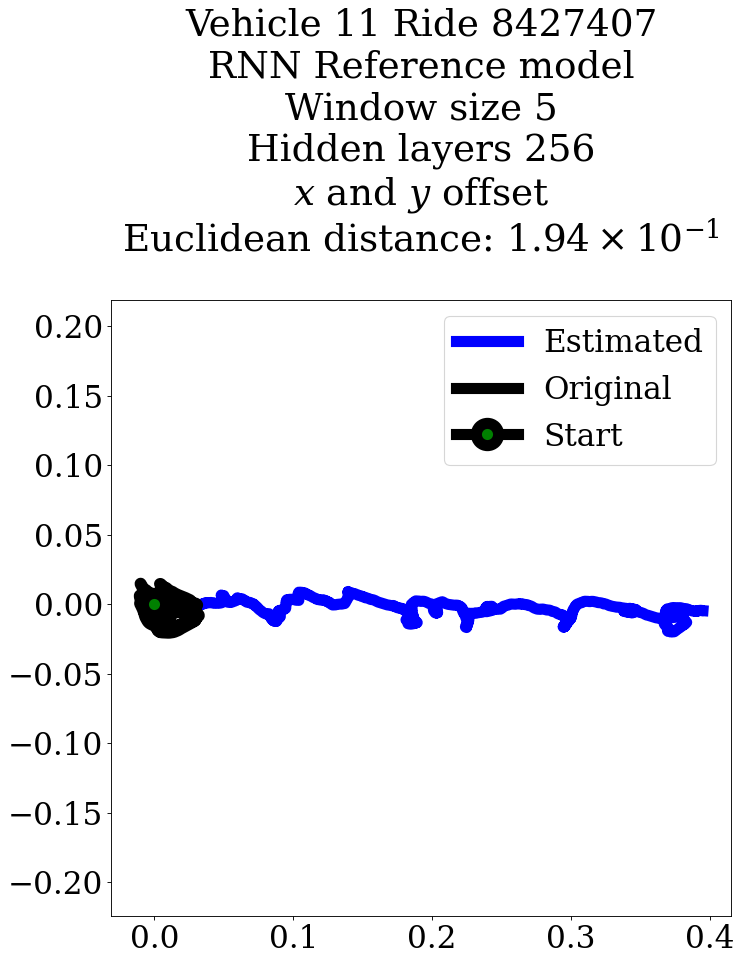 Vehicle 11 Ride 8427407
RNN Reference model
Window size 5
Hidden layers 256
x and y offset
Euclidean distance: 1.94 × 10⁻¹
Estimated
Original
Start
0.20
0.15
0.10
0.05
0.00
−0.05
−0.10
−0.15
−0.20
0.0 0.1 0.2 0.3 0.4